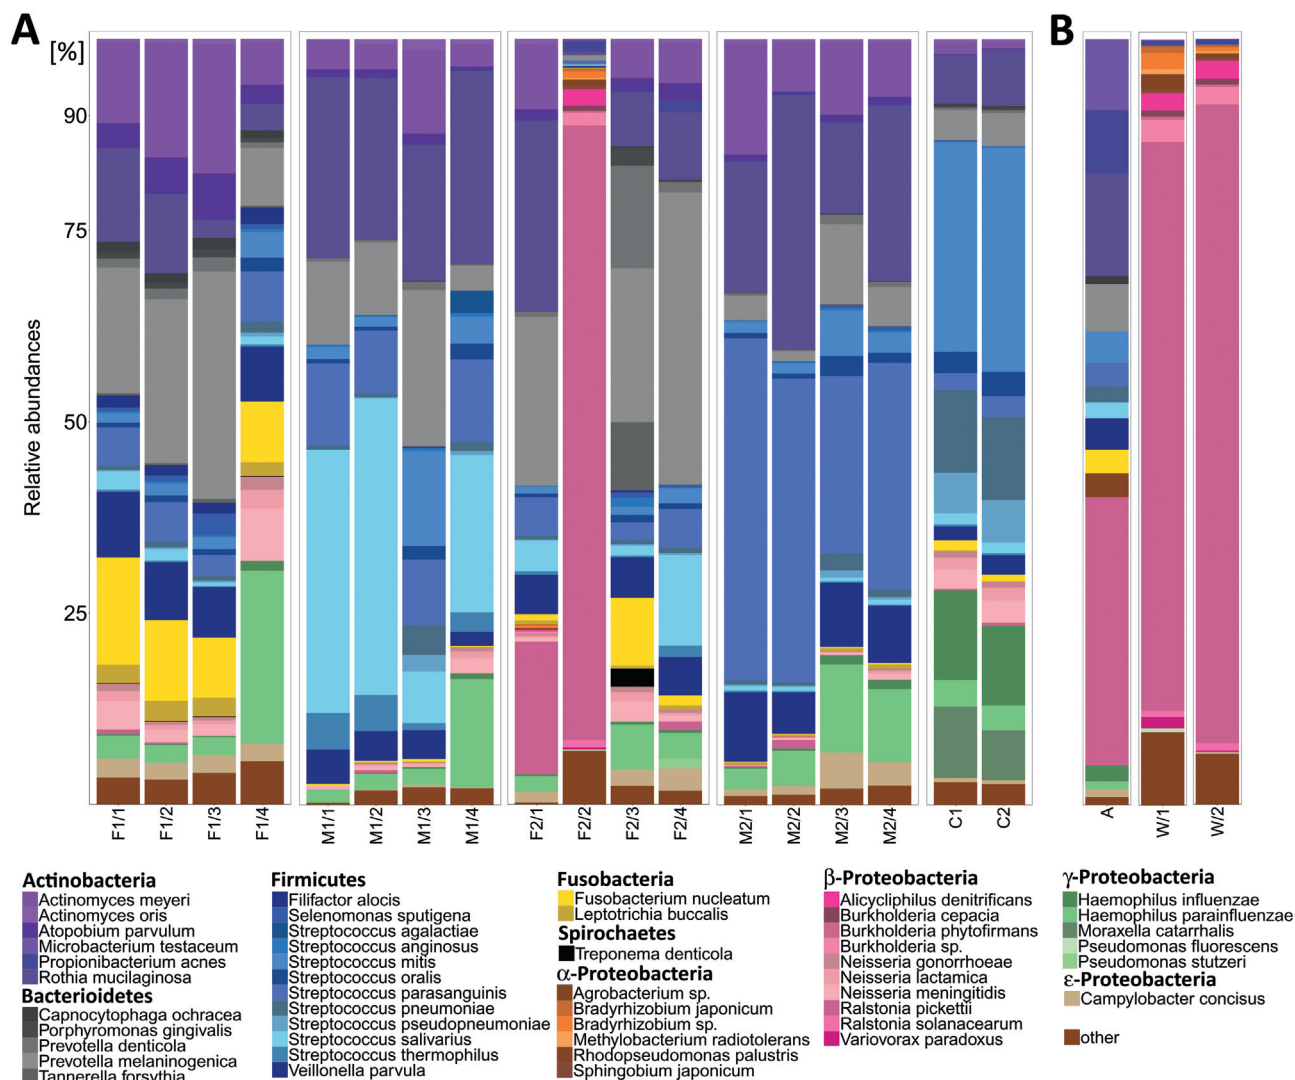 A
B
[%]
90
75
50
25
Relative abundances
F1/1
F1/2
F1/3
F1/4
M1/1
M1/2
M1/3
M1/4
F2/1
F2/2
F2/3
F2/4
M2/1
M2/2
M2/3
M2/4
C1
C2
A
W/1
W/2
Actinobacteria
Actinomyces meyeri
Actinomyces oris
Atopobium parvulum
Microbacterium testaceum
Propionibacterium acnes
Rothia mucilaginosa
Bacterioidetes
Capnocytophaga ochracea
Porphyromonas gingivalis
Prevotella denticola
Prevotella melaninogenica
Tannerella forsythia
Firmicutes
Filifactor alocis
Selenomonas sputigena
Streptococcus agalactiae
Streptococcus anginosus
Streptococcus mitis
Streptococcus oralis
Streptococcus parasanguinis
Streptococcus pneumoniae
Streptococcus pseudopneumoniae
Streptococcus salivarius
Streptococcus thermophilus
Veillonella parvula
Fusobacteria
Fusobacterium nucleatum
Leptotrichia buccalis
Spirochaetes
Treponema denticola
α-Proteobacteria
Agrobacterium sp.
Bradyrhizobium japonicum
Bradyrhizobium sp.
Methylobacterium radiotolerans
Rhodopseudomonas palustris
Sphingobium japonicum
β-Proteobacteria
Alicycliphilus denitrificans
Burkholderia cepacia
Burkholderia phytofirmans
Burkholderia sp.
Neisseria gonorrhoeae
Neisseria lactamica
Neisseria meningitidis
Ralstonia pickettii
Ralstonia solanacearum
Variovorax paradoxus
γ-Proteobacteria
Haemophilus influenzae
Haemophilus parainfluenzae
Moraxella catarrhalis
Pseudomonas fluorescens
Pseudomonas stutzeri
ε-Proteobacteria
Campylobacter concisus
other